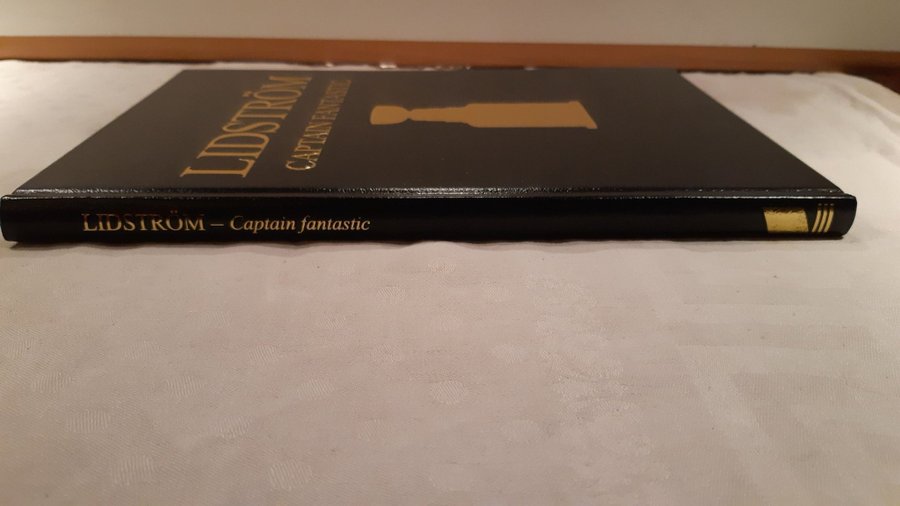 LIDSTRÖM
CAPTAIN FANTASTIC
LIDSTRÖM – Captain fantastic